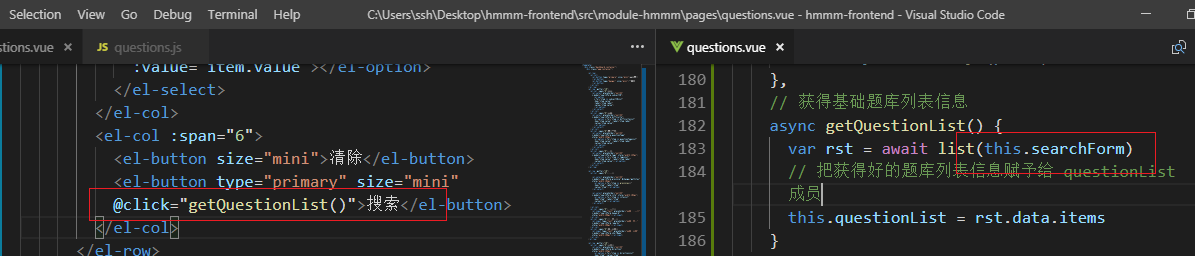 Selection View Go Debug Terminal Help C:\Users\ssh\Desktop\hmmm-frontend\src\module-hmmm\pages\questions.vue - hmmm-frontend - Visual Studio Code
stions.vue × JS questions.js ···
questions.vue ×
:value="item.value"></el-option>
</el-select>
</el-col>
<el-col :span="6">
<el-button size="mini">清除</el-button>
<el-button type="primary" size="mini"
@click="getQuestionList()">搜索</el-button>
</el-col>
</el-row>
180 },
181 // 获得基础题库列表信息
182 async getQuestionList() {
183 var rst = await list(this.searchForm)
184 // 把获得好的题库列表信息赋予给 questionList
成员
185 this.questionList = rst.data.items
186 }